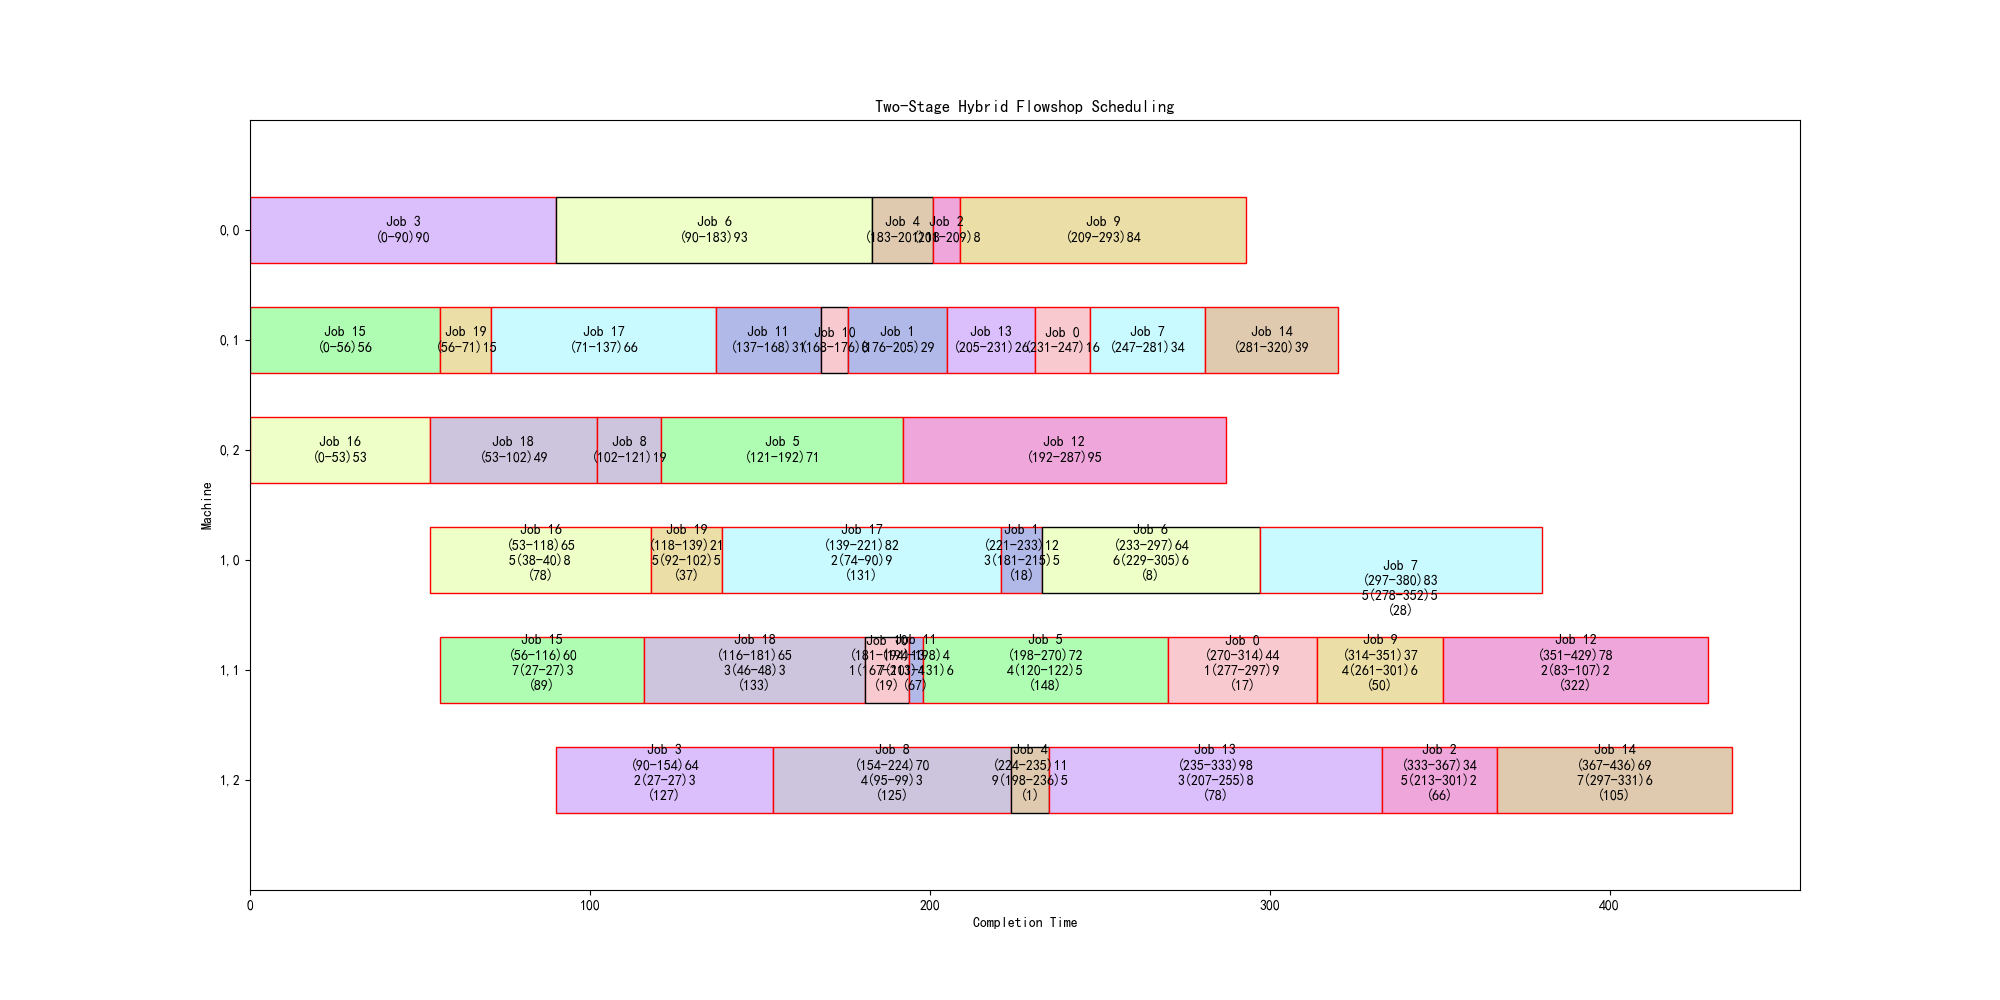 Two-Stage Hybrid Flowshop Scheduling
0,0
Job 3
(0-90)90
Job 6
(90-183)93
Job 4
(183-201)18
Job 2
(201-209)8
Job 9
(209-293)84
0,1
Job 15
(0-56)56
Job 19
(56-71)15
Job 17
(71-137)66
Job 11
(137-168)31
Job 10
(168-176)8
Job 1
(176-205)29
Job 13
(205-231)26
Job 0
(231-247)16
Job 7
(247-281)34
Job 14
(281-320)39
0,2
Job 16
(0-53)53
Job 18
(53-102)49
Job 8
(102-121)19
Job 5
(121-192)71
Job 12
(192-287)95
Machine
1,0
Job 16
(53-118)65
5(38-40)8
(78)
Job 19
(118-139)21
5(92-102)5
(37)
Job 17
(139-221)82
2(74-90)9
(131)
Job 1
(221-233)12
3(181-215)5
(18)
Job 6
(233-297)64
6(229-305)6
(8)
Job 7
(297-380)83
5(278-352)5
(28)
1,1
Job 15
(56-116)60
7(27-27)3
(89)
Job 18
(116-181)65
3(46-48)3
(133)
Job 10
(181-194)13
(19)
Job 11
(194-198)4
(67)
Job 5
(198-270)72
4(120-122)5
(148)
Job 0
(270-314)44
1(277-297)9
(17)
Job 9
(314-351)37
4(261-301)6
(50)
Job 12
(351-429)78
2(83-107)2
(322)
1,2
Job 3
(90-154)64
2(27-27)3
(127)
Job 8
(154-224)70
4(95-99)3
(125)
Job 4
(224-235)11
9(198-236)5
(1)
Job 13
(235-333)98
3(207-255)8
(78)
Job 2
(333-367)34
5(213-301)2
(66)
Job 14
(367-436)69
7(297-331)6
(105)
0
100
200
300
400
Completion Time